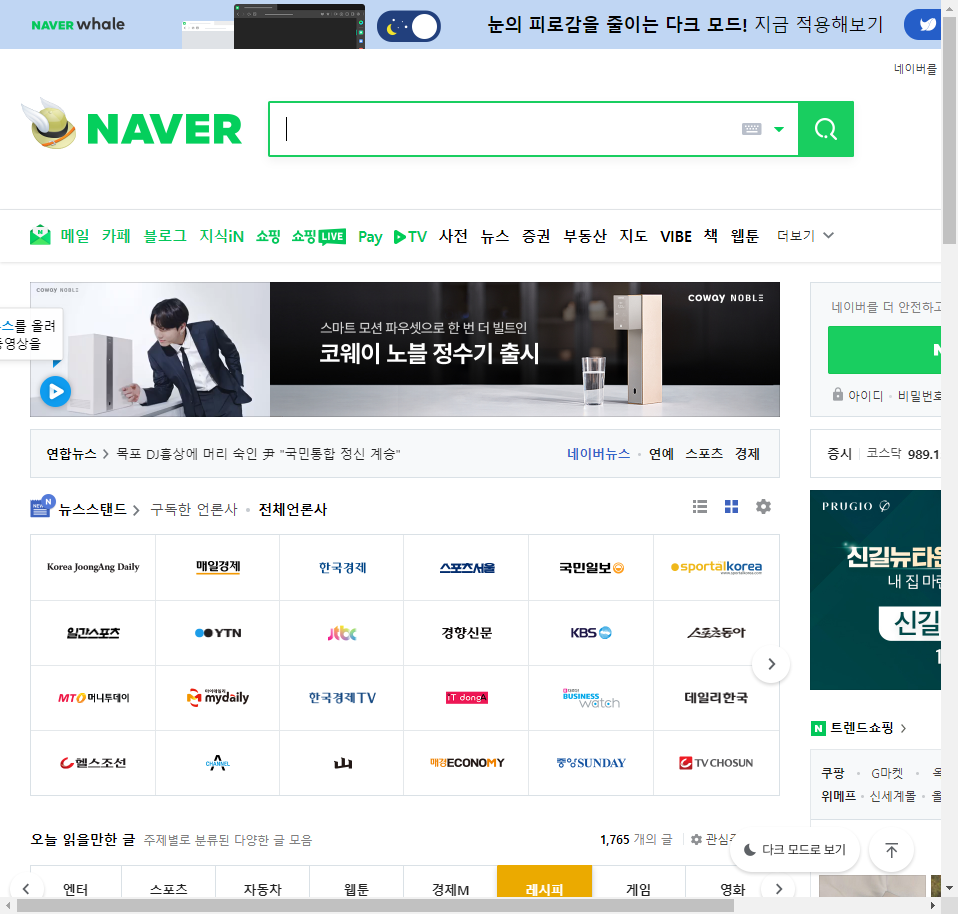 NAVER whale
눈의 피로감을 줄이는 다크 모드! 지금 적용해보기
네이버를
NAVER
메일 카페 블로그 지식iN 쇼핑 쇼핑LIVE Pay TV 사전 뉴스 증권 부동산 지도 VIBE 책 웹툰 더보기
coway NOBLE
coway NOBLE
스마트 모션 파우셋으로 한 번 더 빌트인
코웨이 노블 정수기 출시
스를 올려
동영상을
네이버를 더 안전하고
N
아이디 · 비밀번호
연합뉴스 > 목포 DJ흉상에 머리 숙인 尹 "국민통합 정신 계승"
네이버뉴스 · 연예 스포츠 경제
증시 코스닥 989.1
NEWS N 뉴스스탠드 > 구독한 언론사 · 전체언론사
Korea JoongAng Daily 매일경제 한국경제 스포츠서울 국민일보 sportalkorea
www.sportalkorea.com
일간스포츠 YTN jtbc 경향신문 KBS 스포츠동아
MTO 머니투데이 마이데일리 mydaily 한국경제TV IT dongA BUSINESS watch 데일리한국
헬스조선 CHANNEL A 山 매경ECONOMY 중앙SUNDAY TV CHOSUN
PRUGIO
신길뉴타운
내 집 마련
신길
1
N 트렌드쇼핑 >
쿠팡 · G마켓 · 옥
위메프 · 신세계몰 · 올
오늘 읽을만한 글 주제별로 분류된 다양한 글 모음
1,765 개의 글 관심주
다크 모드로 보기
엔터 스포츠 자동차 웹툰 경제M 레시피 게임 영화